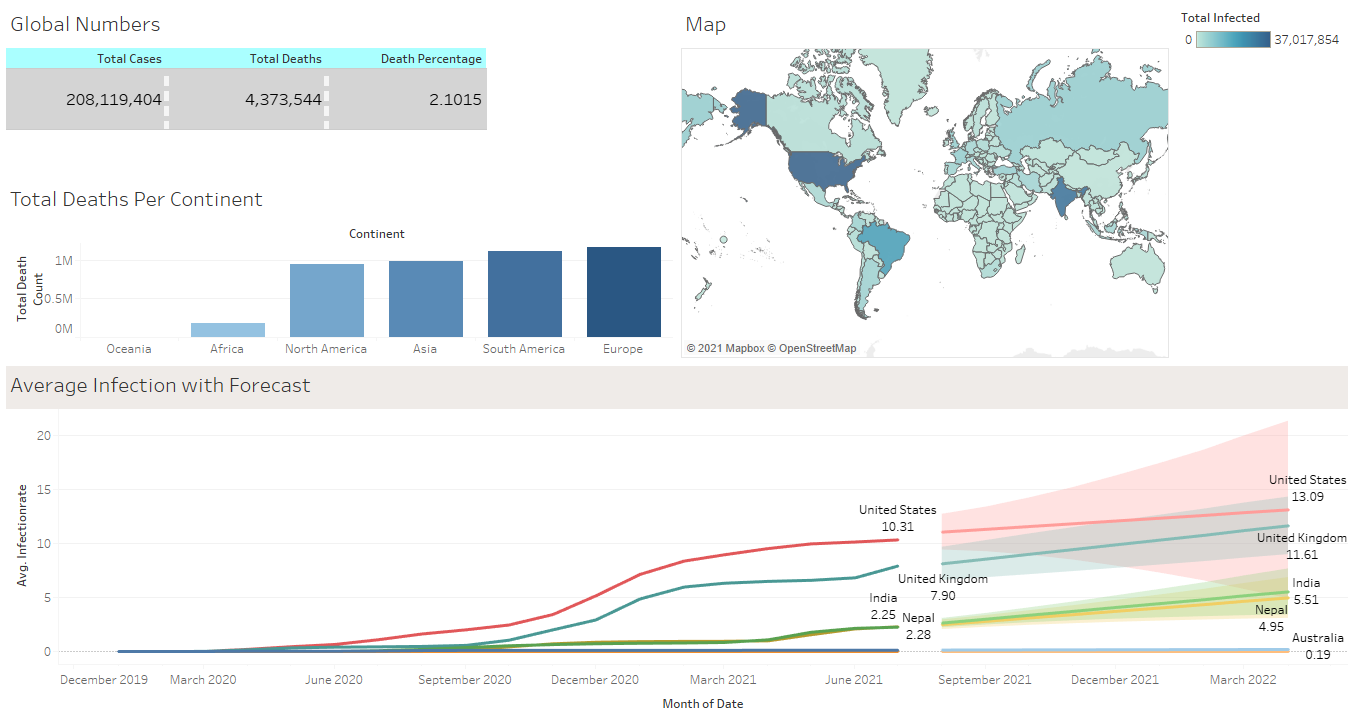 Global Numbers
Total Cases Total Deaths Death Percentage
208,119,404 4,373,544 2.1015
Map
Total Infected
0 37,017,854
© 2021 Mapbox © OpenStreetMap
Total Deaths Per Continent
Continent
Total Death
Count
1M
0.5M
0M
Oceania Africa North America Asia South America Europe
Average Infection with Forecast
Avg. Infectionrate
20
15
10
5
0
United States
10.31
United Kingdom
7.90
India
2.25
Nepal
2.28
United States
13.09
United Kingdom
11.61
India
5.51
Nepal
4.95
Australia
0.19
December 2019 March 2020 June 2020 September 2020 December 2020 March 2021 June 2021 September 2021 December 2021 March 2022
Month of Date